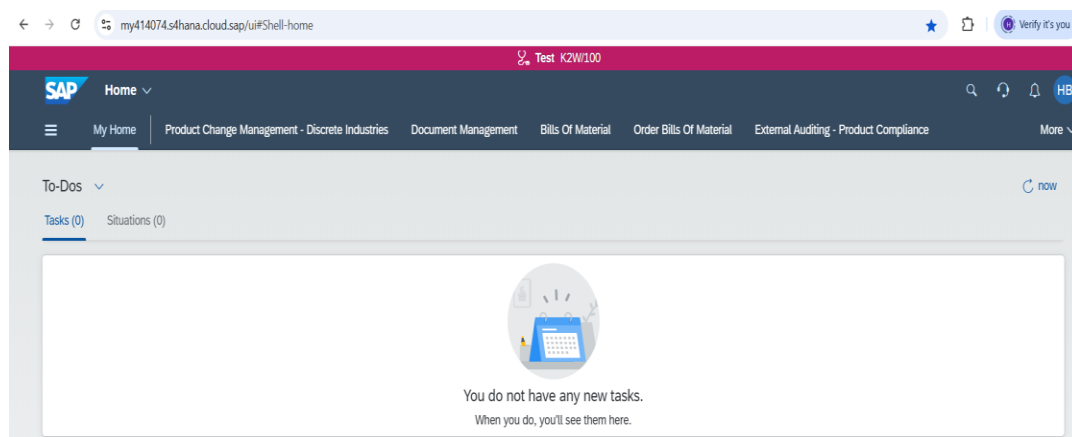 my414074.s4hana.cloud.sap/ui#Shell-home
Verify it's you
Test K2W/100
SAP Home
HB
My Home Product Change Management - Discrete Industries Document Management Bills Of Material Order Bills Of Material External Auditing - Product Compliance More
To-Dos
now
Tasks (0) Situations (0)
You do not have any new tasks.
When you do, you'll see them here.